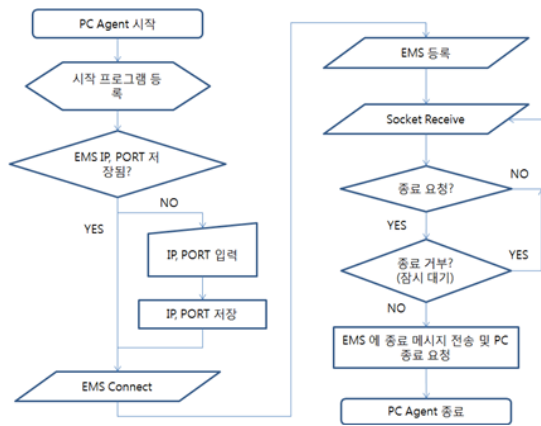 PC Agent 시작
시작 프로그램 등
록
EMS IP, PORT 저
장됨?
NO
YES
IP, PORT 입력
IP, PORT 저장
EMS Connect
EMS 등록
Socket Receive
NO
종료 요청?
YES
종료 거부?
(잠시 대기)
YES
NO
EMS 에 종료 메시지 전송 및 PC
종료 요청
PC Agent 종료